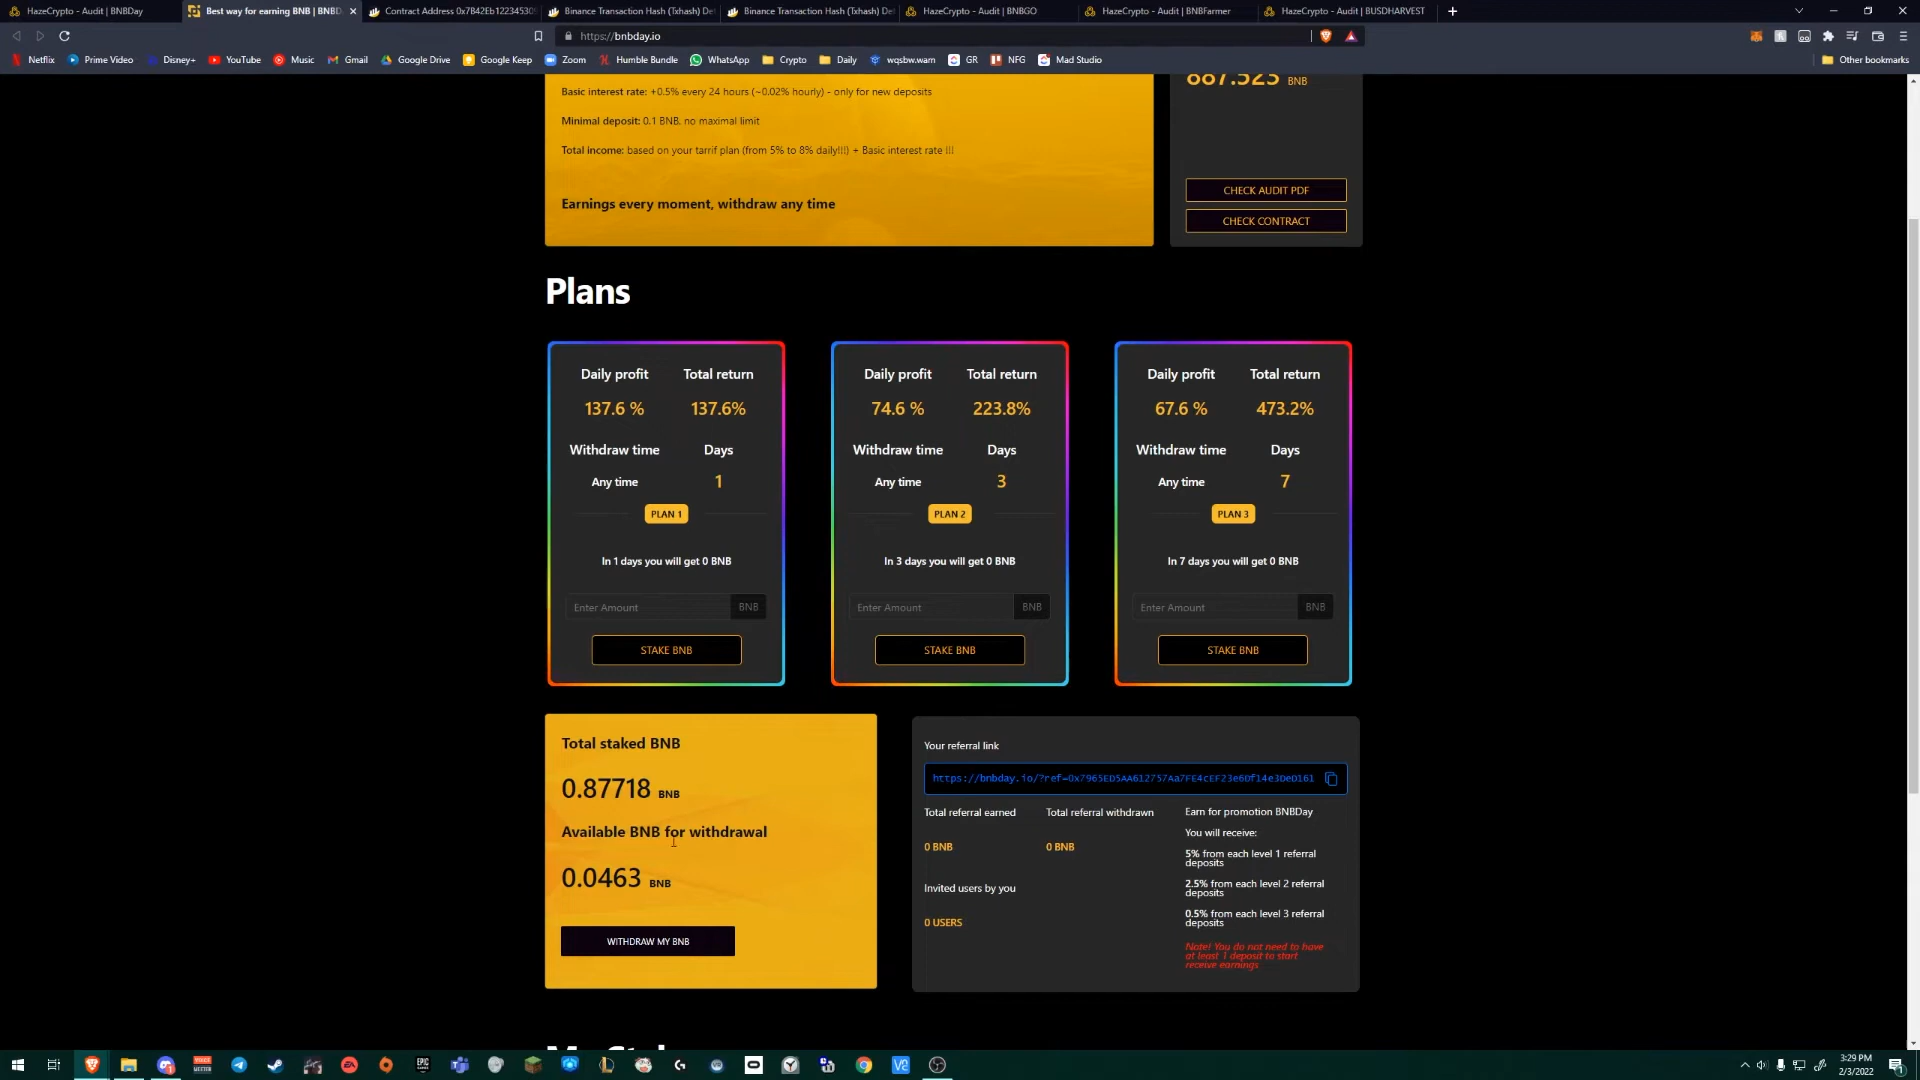 HazeCrypto - Audit | BNBDay
Best way for earning BNB | BNBD
Contract Address 0x7B42Eb122345309
Binance Transaction Hash (Txhash) De
Binance Transaction Hash (Txhash) De
HazeCrypto - Audit | BNBGO
HazeCrypto - Audit | BNBFarmer
HazeCrypto - Audit | BUSDHARVEST
https://bnbday.io
Netflix
Prime Video
Disney+
YouTube
Music
Gmail
Google Drive
Google Keep
Zoom
Humble Bundle
WhatsApp
Crypto
Daily
wqsbw.wam
GR
NFG
Mad Studio
Other bookmarks
Basic interest rate: +0.5% every 24 hours (~0.02% hourly) - only for new deposits
Minimal deposit: 0.1 BNB, no maximal limit
Total income: based on your tarrif plan (from 5% to 8% daily!!!) + Basic interest rate !!!
Earnings every moment, withdraw any time
887.523 BNB
CHECK AUDIT PDF
CHECK CONTRACT
Plans
Daily profit Total return
137.6 % 137.6%
Withdraw time Days
Any time 1
PLAN 1
In 1 days you will get 0 BNB
Enter Amount BNB
STAKE BNB
Daily profit Total return
74.6 % 223.8%
Withdraw time Days
Any time 3
PLAN 2
In 3 days you will get 0 BNB
Enter Amount BNB
STAKE BNB
Daily profit Total return
67.6 % 473.2%
Withdraw time Days
Any time 7
PLAN 3
In 7 days you will get 0 BNB
Enter Amount BNB
STAKE BNB
Total staked BNB
0.87718 BNB
Available BNB for withdrawal
0.0463 BNB
WITHDRAW MY BNB
Your referral link
https://bnbday.io/?ref=0x7965ED5AA612757Aa7FE4cEF23e60f14e3De0161
Total referral earned
0 BNB
Total referral withdrawn
0 BNB
Invited users by you
0 USERS
Earn for promotion BNBDay
You will receive:
5% from each level 1 referral
deposits
2.5% from each level 2 referral
deposits
0.5% from each level 3 referral
deposits
Note! You do not need to have
at least 1 deposit to start
receive earnings
3:29 PM
2/3/2022